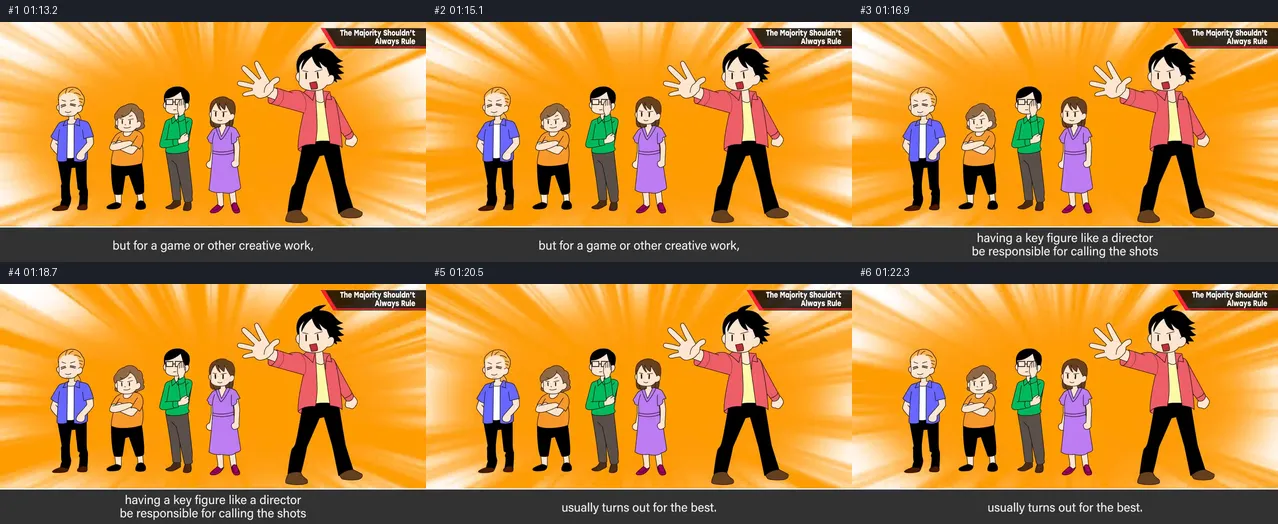 #1 01:13.2
The Majority Shouldn't
Always Rule
but for a game or other creative work,
#2 01:15.1
The Majority Shouldn't
Always Rule
but for a game or other creative work,
#3 01:16.9
The Majority Shouldn't
Always Rule
having a key figure like a director
be responsible for calling the shots
#4 01:18.7
The Majority Shouldn't
Always Rule
having a key figure like a director
be responsible for calling the shots
#5 01:20.5
The Majority Shouldn't
Always Rule
usually turns out for the best.
#6 01:22.3
The Majority Shouldn't
Always Rule
usually turns out for the best.